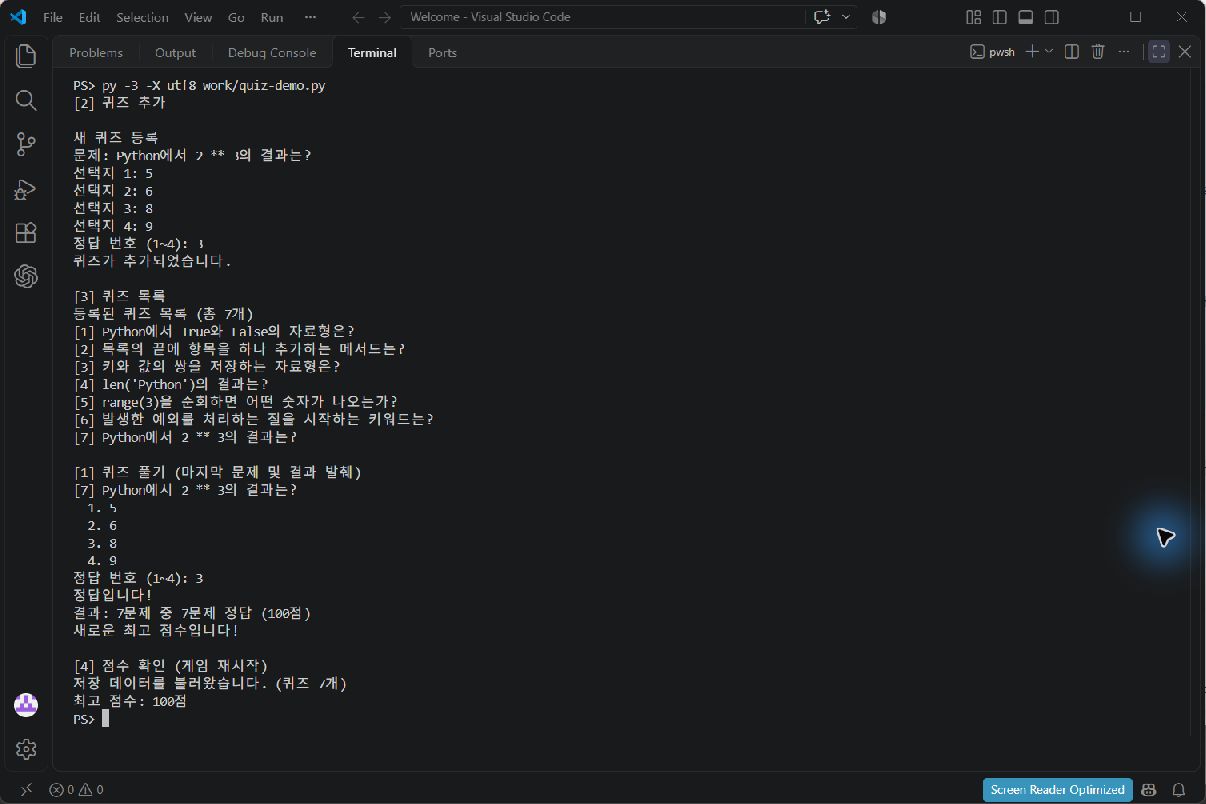 File Edit Selection View Go Run ··· Welcome - Visual Studio Code
Problems Output Debug Console Terminal Ports pwsh
PS> py -3 -X utf8 work/quiz-demo.py
[2] 퀴즈 추가
새 퀴즈 등록
문제: Python에서 2 ** 3의 결과는?
선택지 1: 5
선택지 2: 6
선택지 3: 8
선택지 4: 9
정답 번호 (1~4): 3
퀴즈가 추가되었습니다.
[3] 퀴즈 목록
등록된 퀴즈 목록 (총 7개)
[1] Python에서 True와 False의 자료형은?
[2] 목록의 끝에 항목을 하나 추가하는 메서드는?
[3] 키와 값의 쌍을 저장하는 자료형은?
[4] len('Python')의 결과는?
[5] range(3)을 순회하면 어떤 숫자가 나오는가?
[6] 발생한 예외를 처리하는 절을 시작하는 키워드는?
[7] Python에서 2 ** 3의 결과는?
[1] 퀴즈 풀기 (마지막 문제 및 결과 발췌)
[7] Python에서 2 ** 3의 결과는?
1. 5
2. 6
3. 8
4. 9
정답 번호 (1~4): 3
정답입니다!
결과: 7문제 중 7문제 정답 (100점)
새로운 최고 점수입니다!
[4] 점수 확인 (게임 재시작)
저장 데이터를 불러왔습니다. (퀴즈 7개)
최고 점수: 100점
PS>
0 0 Screen Reader Optimized